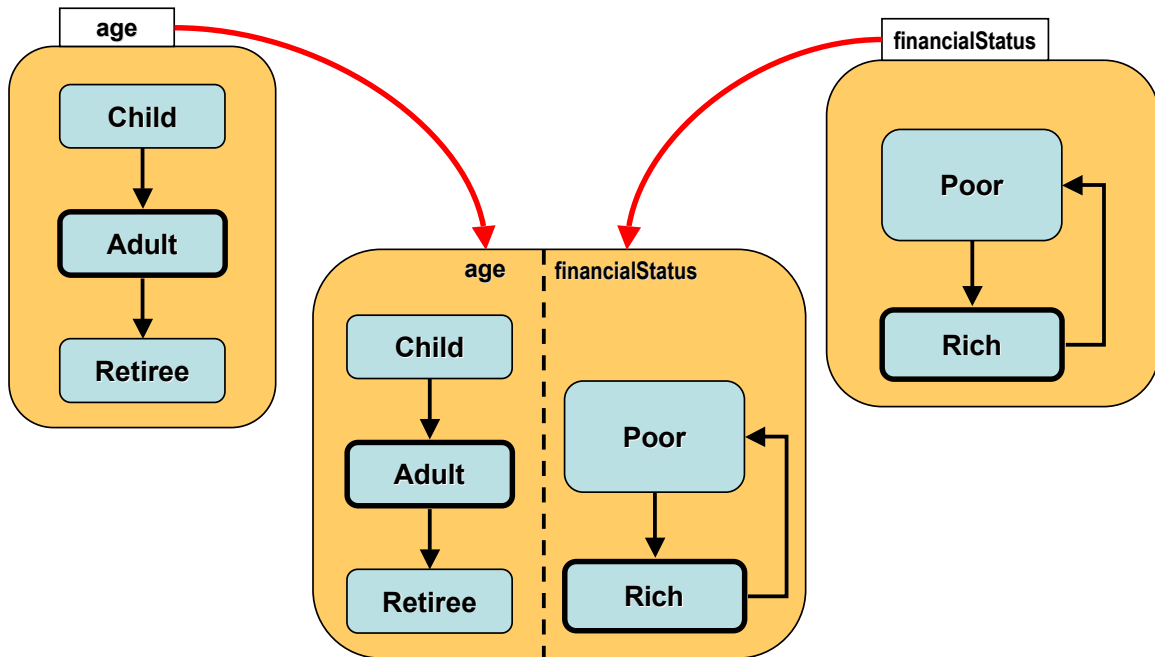 age
Child
Adult
Retiree
financialStatus
Poor
Rich
age
financialStatus
Child
Adult
Retiree
Poor
Rich